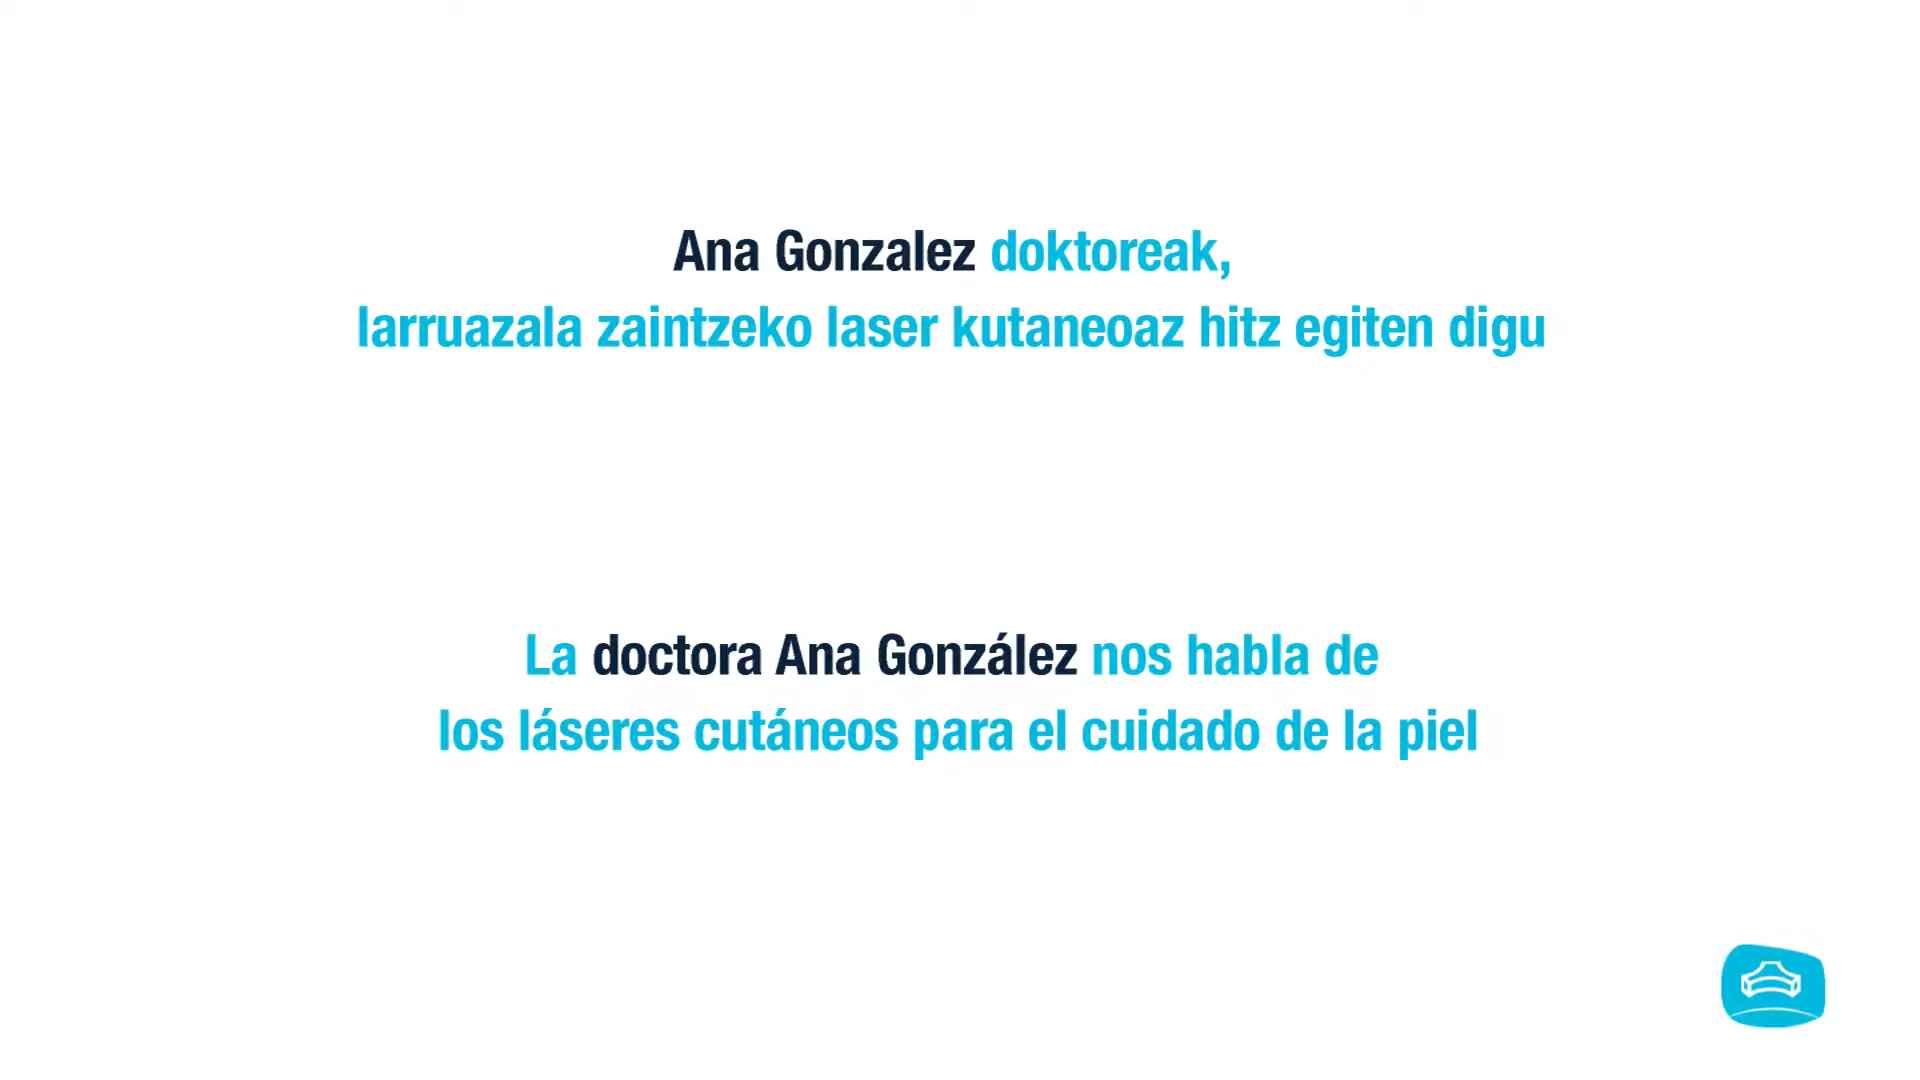 Ana Gonzalez doktoreak,
larruazala zaintzeko laser kutaneoaz hitz egiten digu
La doctora Ana González nos habla de
los láseres cutáneos para el cuidado de la piel